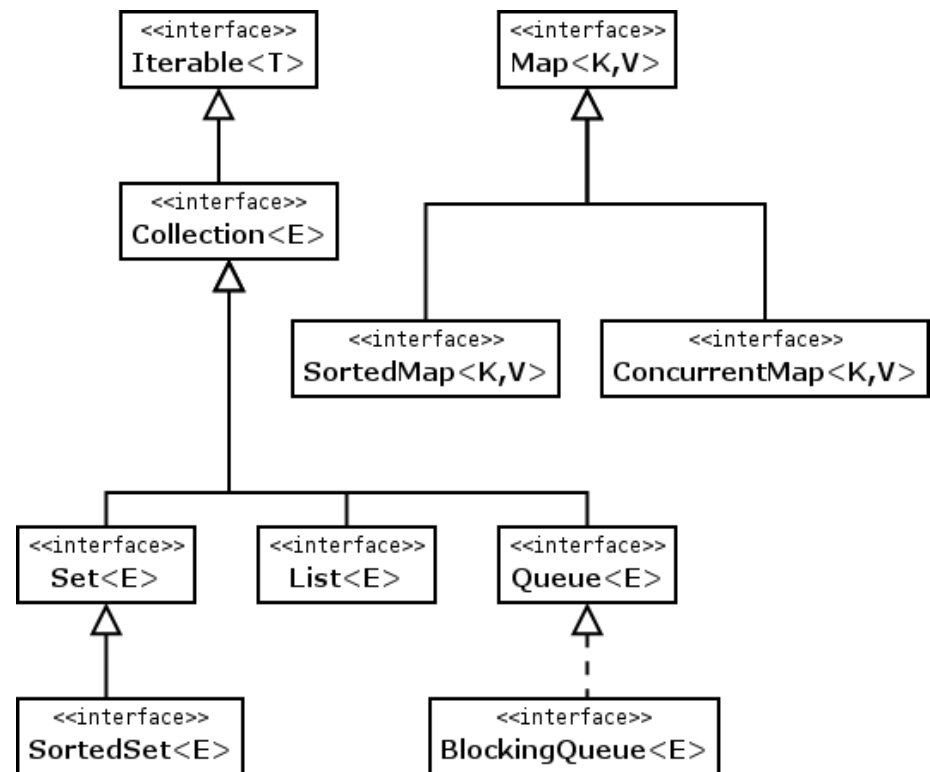 <<interface>>
Iterable<T>
<<interface>>
Map<K,V>
<<interface>>
Collection<E>
<<interface>>
SortedMap<K,V>
<<interface>>
ConcurrentMap<K,V>
<<interface>>
Set<E>
<<interface>>
List<E>
<<interface>>
Queue<E>
<<interface>>
SortedSet<E>
<<interface>>
BlockingQueue<E>